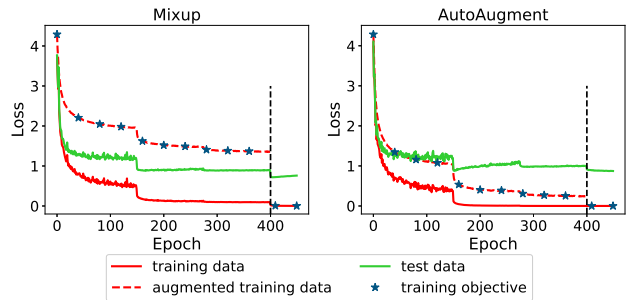 Mixup
AutoAugment
4
3
2
1
0
Loss
0
100
200
300
400
Epoch
4
3
2
1
0
Loss
0
100
200
300
400
Epoch
training data
test data
augmented training data
training objective